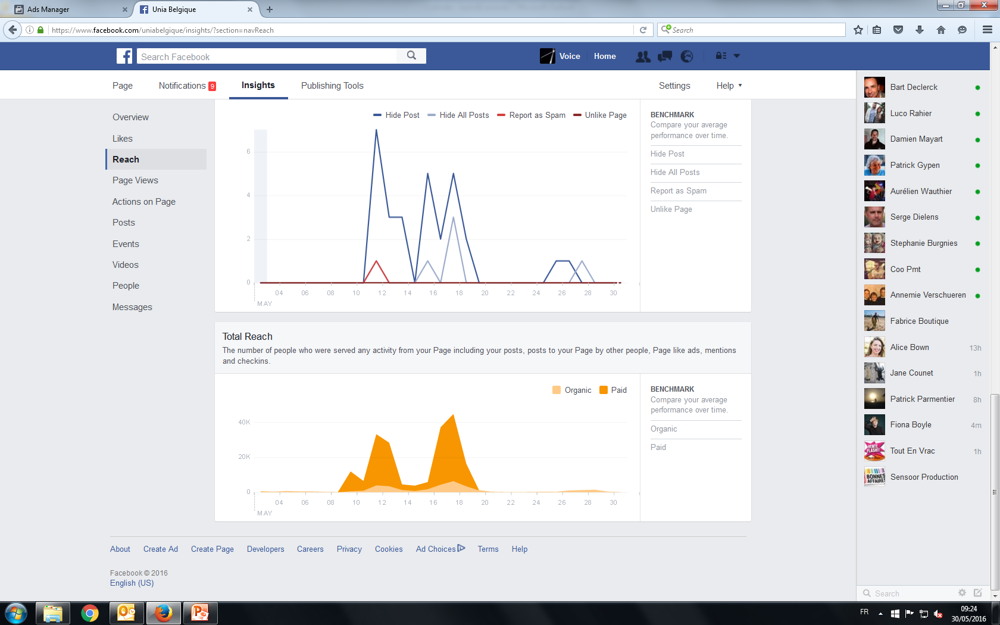 Ads Manager
Unia Belgique
https://www.facebook.com/uniabelgique/insights/?section=navReach
Search
Search Facebook
Voice
Home
Page
Notifications 9
Insights
Publishing Tools
Settings
Help
Overview
Likes
Reach
Page Views
Actions on Page
Posts
Events
Videos
People
Messages
Hide Post
Hide All Posts
Report as Spam
Unlike Page
6
4
2
0
04 06 08 10 12 14 16 18 20 22 24 26 28 30
MAY
BENCHMARK
Compare your average
performance over time.
Hide Post
Hide All Posts
Report as Spam
Unlike Page
Total Reach
The number of people who were served any activity from your Page including your posts, posts to your Page by other people, Page like ads, mentions
and checkins.
Organic
Paid
40K
20K
0
04 06 08 10 12 14 16 18 20 22 24 26 28 30
MAY
BENCHMARK
Compare your average
performance over time.
Organic
Paid
About Create Ad Create Page Developers Careers Privacy Cookies Ad Choices Terms Help
Facebook © 2016
English (US)
Bart Declerck
Luco Rahier
Damien Mayart
Patrick Gypen
Aurélien Wauthier
Serge Dielens
Stephanie Burgnies
Coo Pmt
Annemie Verschueren
Fabrice Boutique
Alice Bown 13h
Jane Counet 1h
Patrick Parmentier 8h
Fiona Boyle 4m
Tout En Vrac 1h
Sensoor Production
Search
FR
09:24
30/05/2016